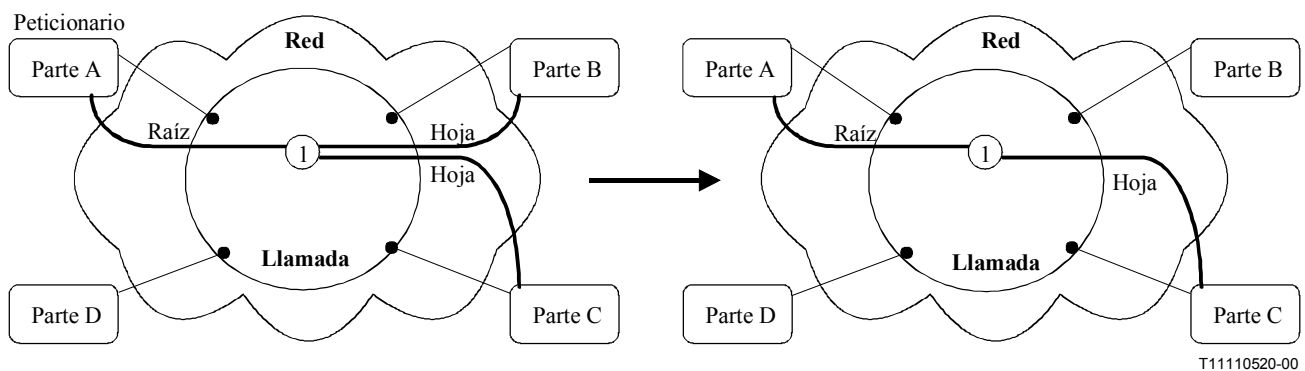 Peticionario
Parte A
Red
Parte B
Raíz
Hoja
1
Hoja
Llamada
Parte D
Parte C
Parte A
Red
Parte B
Raíz
1
Hoja
Llamada
Parte D
Parte C
T11110520-00